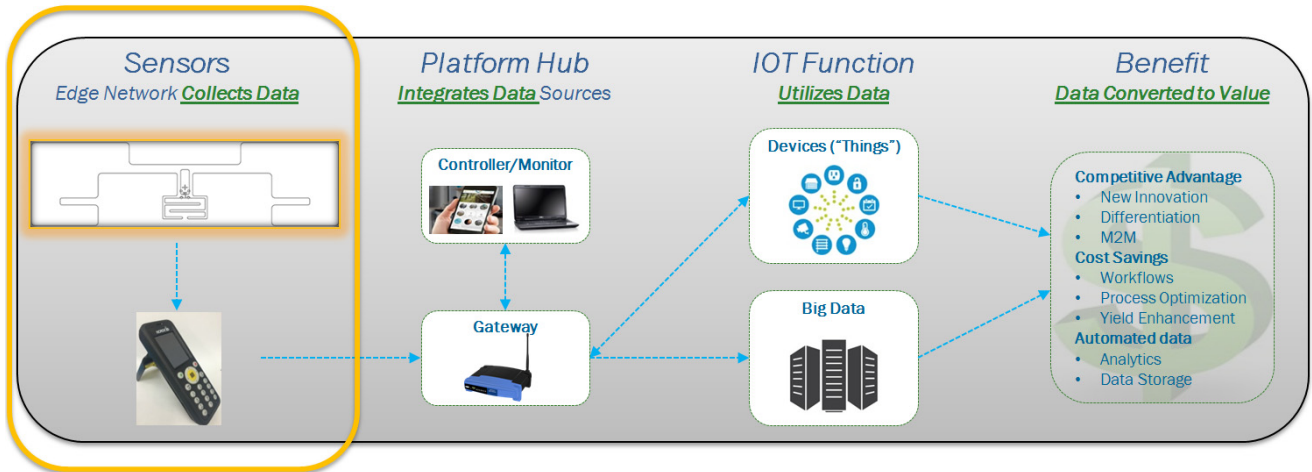 Sensors
Edge Network Collects Data
Platform Hub
Integrates Data Sources
IOT Function
Utilizes Data
Benefit
Data Converted to Value
Controller/Monitor
Gateway
Devices ("Things")
Big Data
Competitive Advantage
• New Innovation
• Differentiation
• M2M
Cost Savings
• Workflows
• Process Optimization
• Yield Enhancement
Automated data
• Analytics
• Data Storage